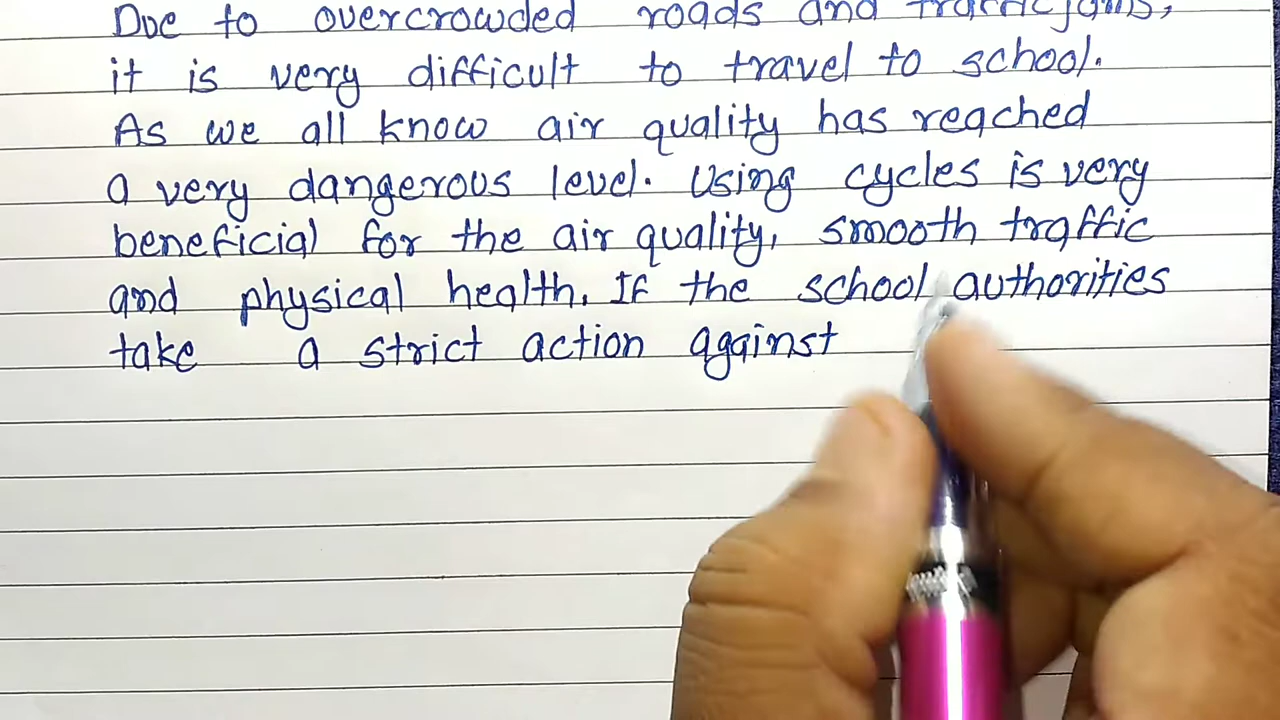 Due to overcrowded roads and traffic jams,
it is very difficult to travel to school.
As we all know air quality has reached
a very dangerous level. Using cycles is very
beneficial for the air quality, smooth traffic
and physical health. If the school authorities
take a strict action against